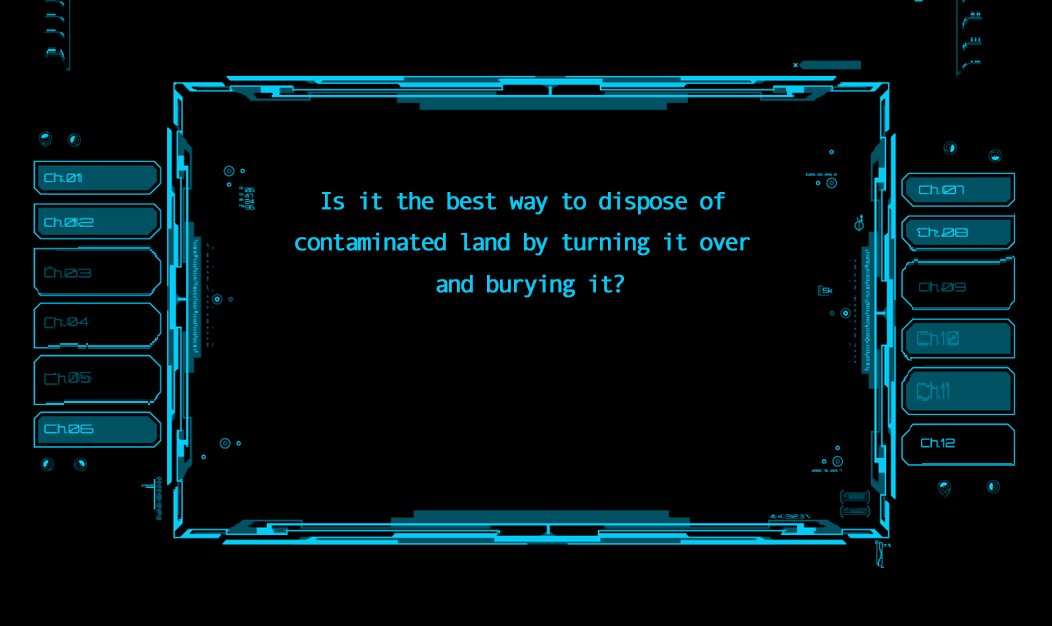 Ch.01
Ch.03
Ch.04
Ch.05
Ch.06
Is it the best way to dispose of
contaminated land by turning it over
and burying it?
5k
Ch.07
Ch.08
Ch.09
Ch.10
Ch.11
Ch.12